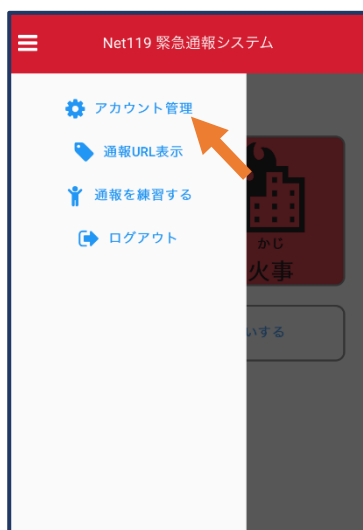 Net119 緊急通報システム
アカウント管理
通報URL表示
通報を練習する
ログアウト
かじ
火事
いする